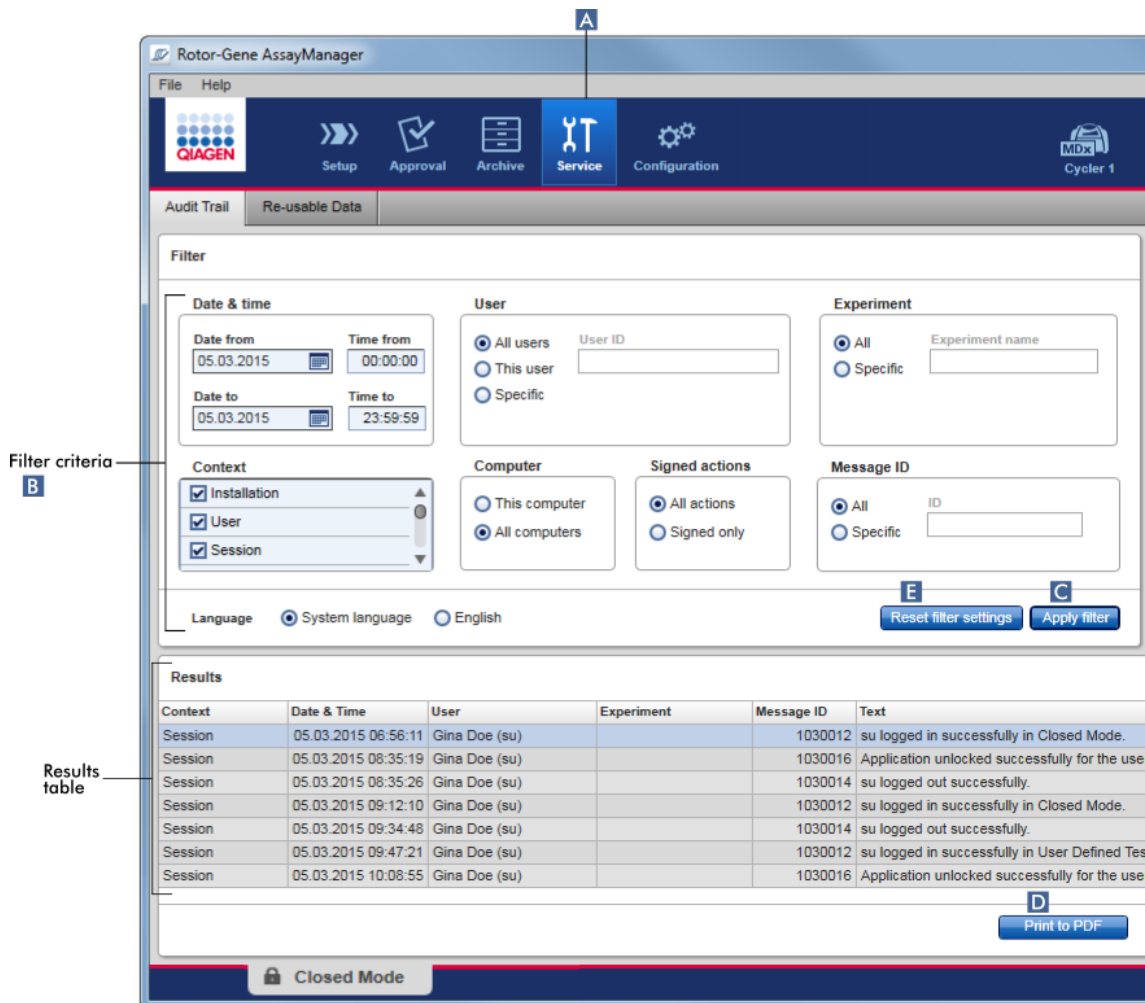 A
Rotor-Gene AssayManager
File Help
QIAGEN
Setup Approval Archive Service Configuration
MDx
Cycler 1
Audit Trail Re-usable Data
Filter
Filter criteria
B
Date & time
Date from Time from
05.03.2015 00:00:00
Date to Time to
05.03.2015 23:59:59
User
All users User ID
This user
Specific
Experiment
All Experiment name
Specific
Context
Installation
User
Session
Computer
This computer
All computers
Signed actions
All actions
Signed only
Message ID
All ID
Specific
Language System language English
E
Reset filter settings
C
Apply filter
Results table
Results
Context Date & Time User Experiment Message ID Text
Session 05.03.2015 06:56:11 Gina Doe (su) 1030012 su logged in successfully in Closed Mode.
Session 05.03.2015 08:35:19 Gina Doe (su) 1030016 Application unlocked successfully for the use
Session 05.03.2015 08:35:26 Gina Doe (su) 1030014 su logged out successfully.
Session 05.03.2015 09:12:10 Gina Doe (su) 1030012 su logged in successfully in Closed Mode.
Session 05.03.2015 09:34:48 Gina Doe (su) 1030014 su logged out successfully.
Session 05.03.2015 09:47:21 Gina Doe (su) 1030012 su logged in successfully in User Defined Tes
Session 05.03.2015 10:08:55 Gina Doe (su) 1030016 Application unlocked successfully for the use
D
Print to PDF
Closed Mode